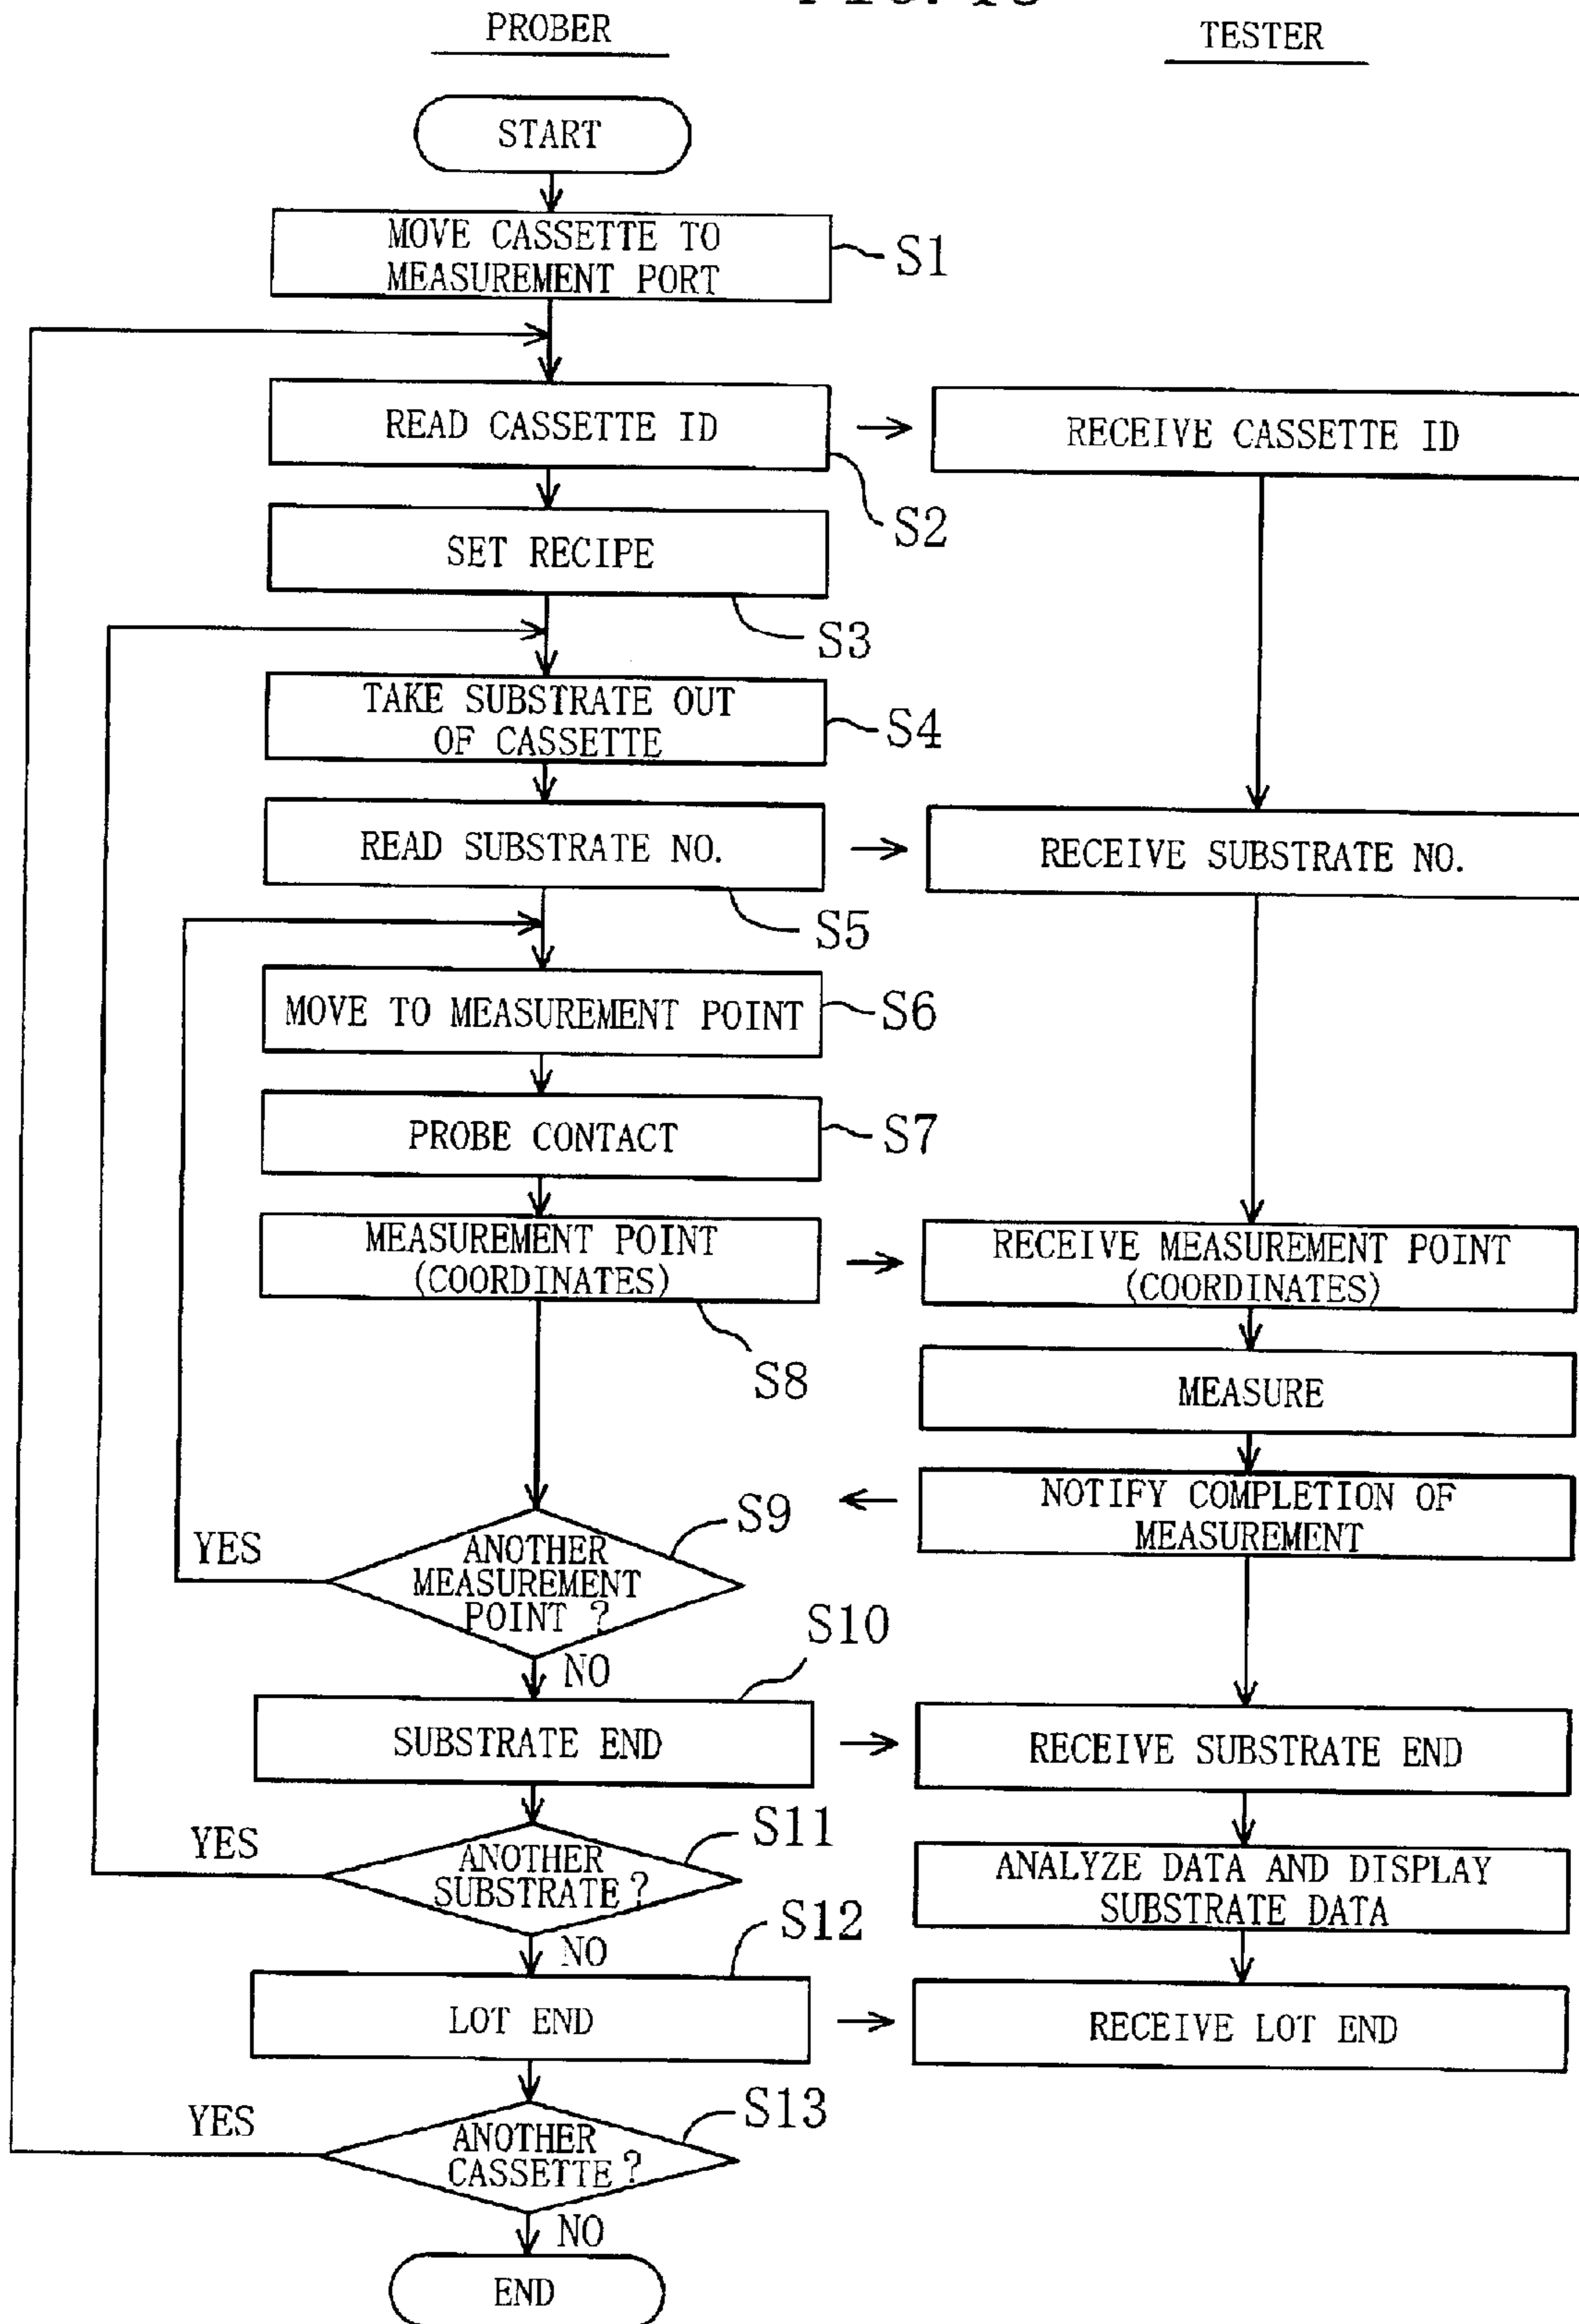 PROBER
TESTER
START
MOVE CASSETTE TO
MEASUREMENT PORT
S1
READ CASSETTE ID
RECEIVE CASSETTE ID
S2
SET RECIPE
S3
TAKE SUBSTRATE OUT
OF CASSETTE
S4
READ SUBSTRATE NO.
RECEIVE SUBSTRATE NO.
S5
MOVE TO MEASUREMENT POINT
S6
PROBE CONTACT
S7
MEASUREMENT POINT
(COORDINATES)
RECEIVE MEASUREMENT POINT
(COORDINATES)
S8
MEASURE
NOTIFY COMPLETION OF
MEASUREMENT
S9
YES
ANOTHER
MEASUREMENT
POINT ?
NO
S10
SUBSTRATE END
RECEIVE SUBSTRATE END
S11
YES
ANOTHER
SUBSTRATE ?
ANALYZE DATA AND DISPLAY
SUBSTRATE DATA
NO
S12
LOT END
RECEIVE LOT END
S13
YES
ANOTHER
CASSETTE ?
NO
END